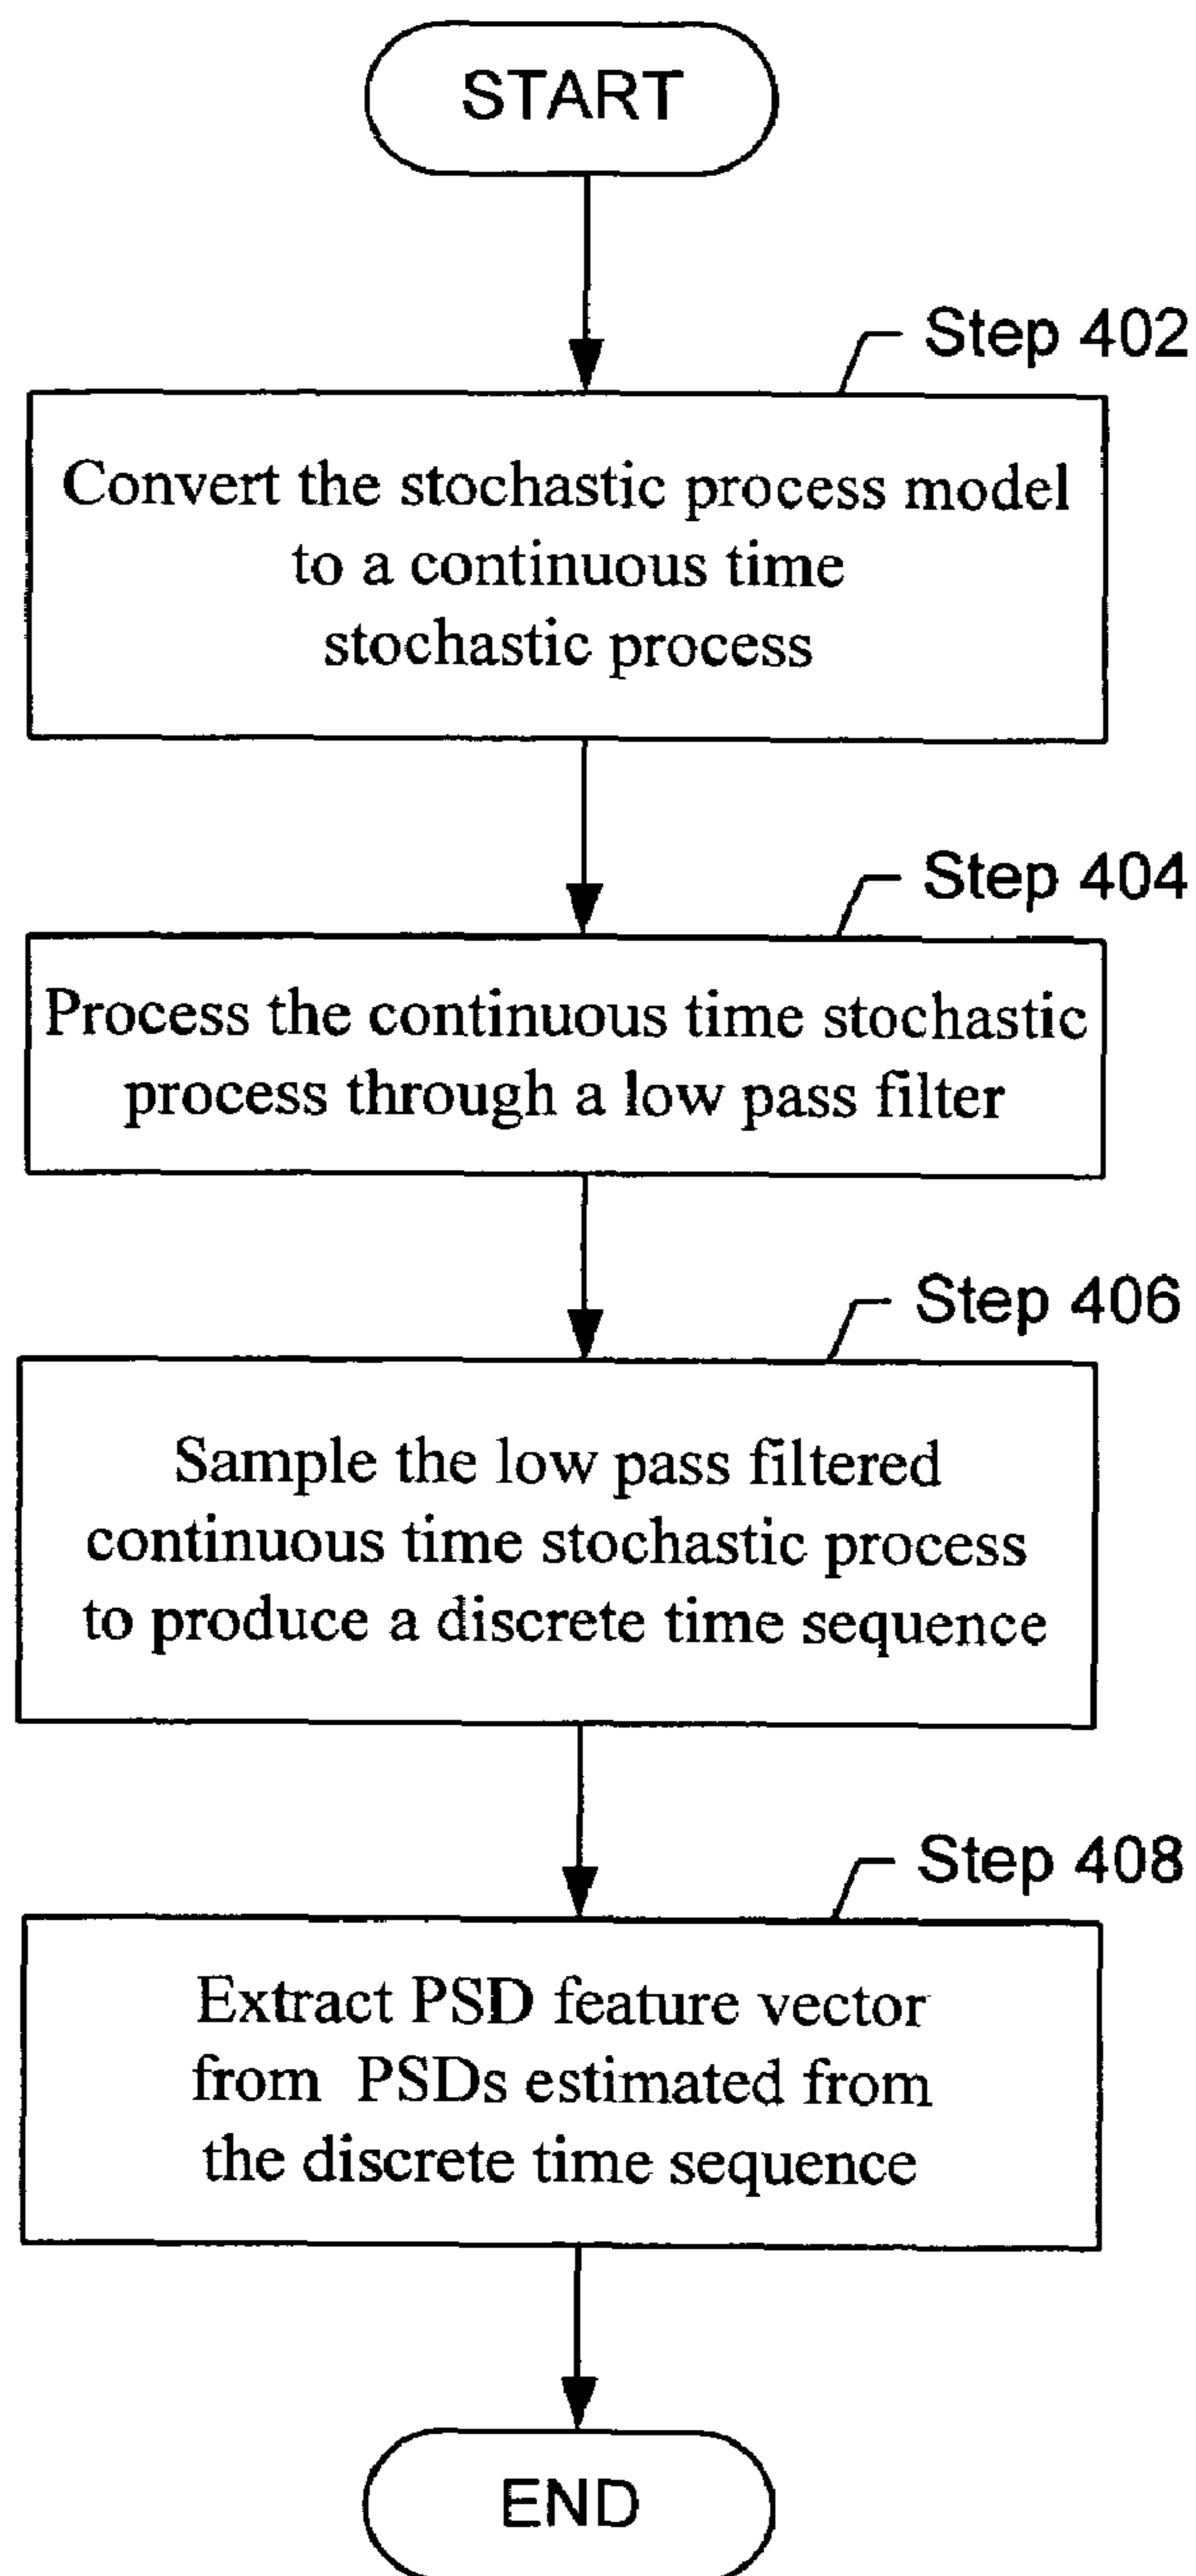 START
Step 402
Convert the stochastic process model
to a continuous time
stochastic process
Step 404
Process the continuous time stochastic
process through a low pass filter
Step 406
Sample the low pass filtered
continuous time stochastic process
to produce a discrete time sequence
Step 408
Extract PSD feature vector
from PSDs estimated from
the discrete time sequence
END